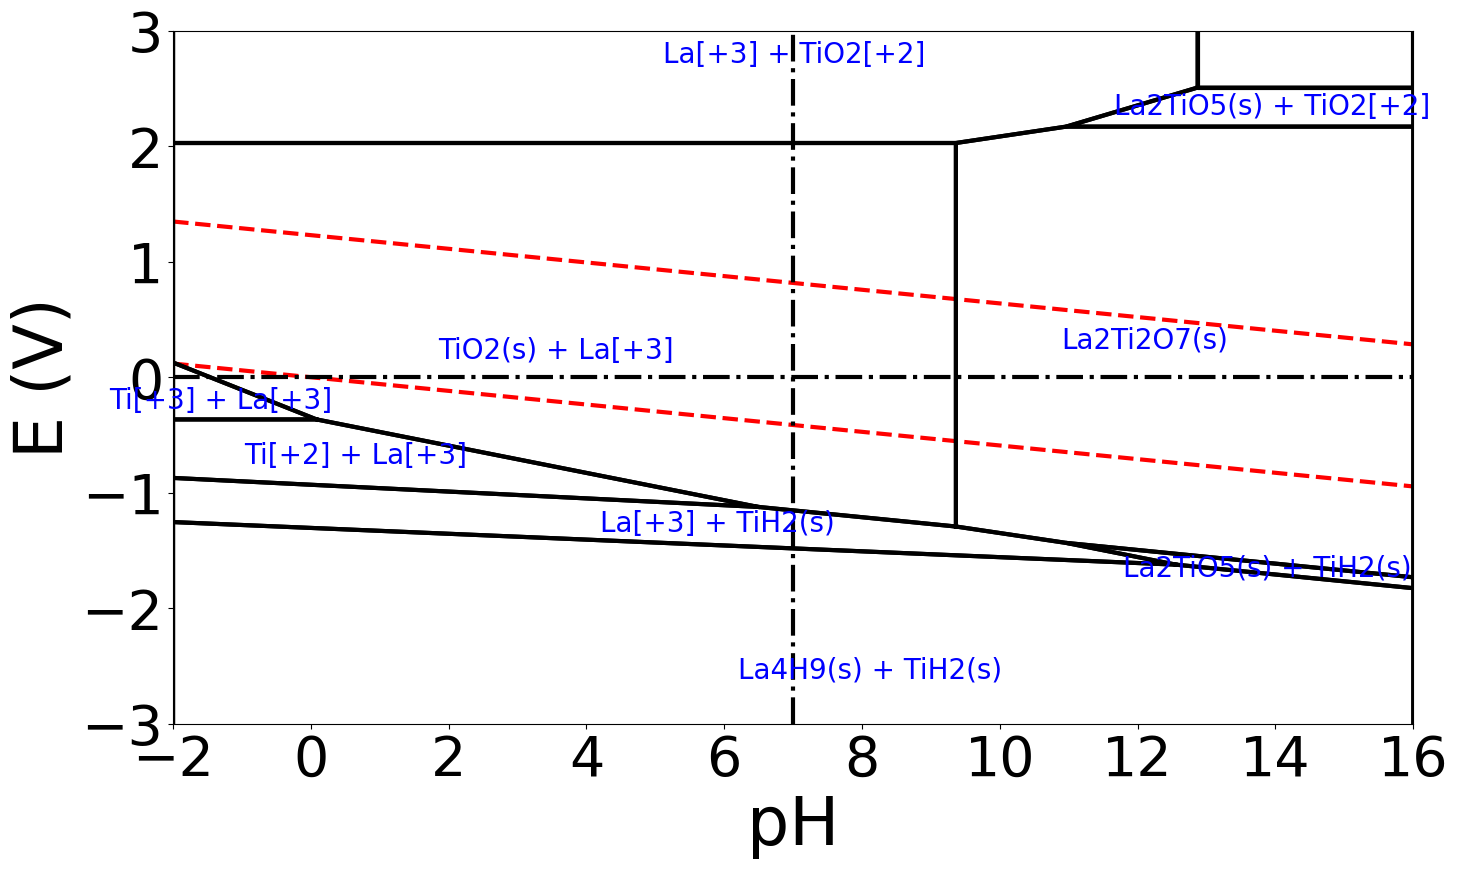 3
La[+3] + TiO2[+2]
La2TiO5(s) + TiO2[+2]
2
1
La2Ti2O7(s)
TiO2(s) + La[+3]
0
Ti[+3] + La[+3]
E (V)
Ti[+2] + La[+3]
−1
La[+3] + TiH2(s)
La2TiO5(s) + TiH2(s)
−2
La4H9(s) + TiH2(s)
−3
−2 0 2 4 6 8 10 12 14 16
pH